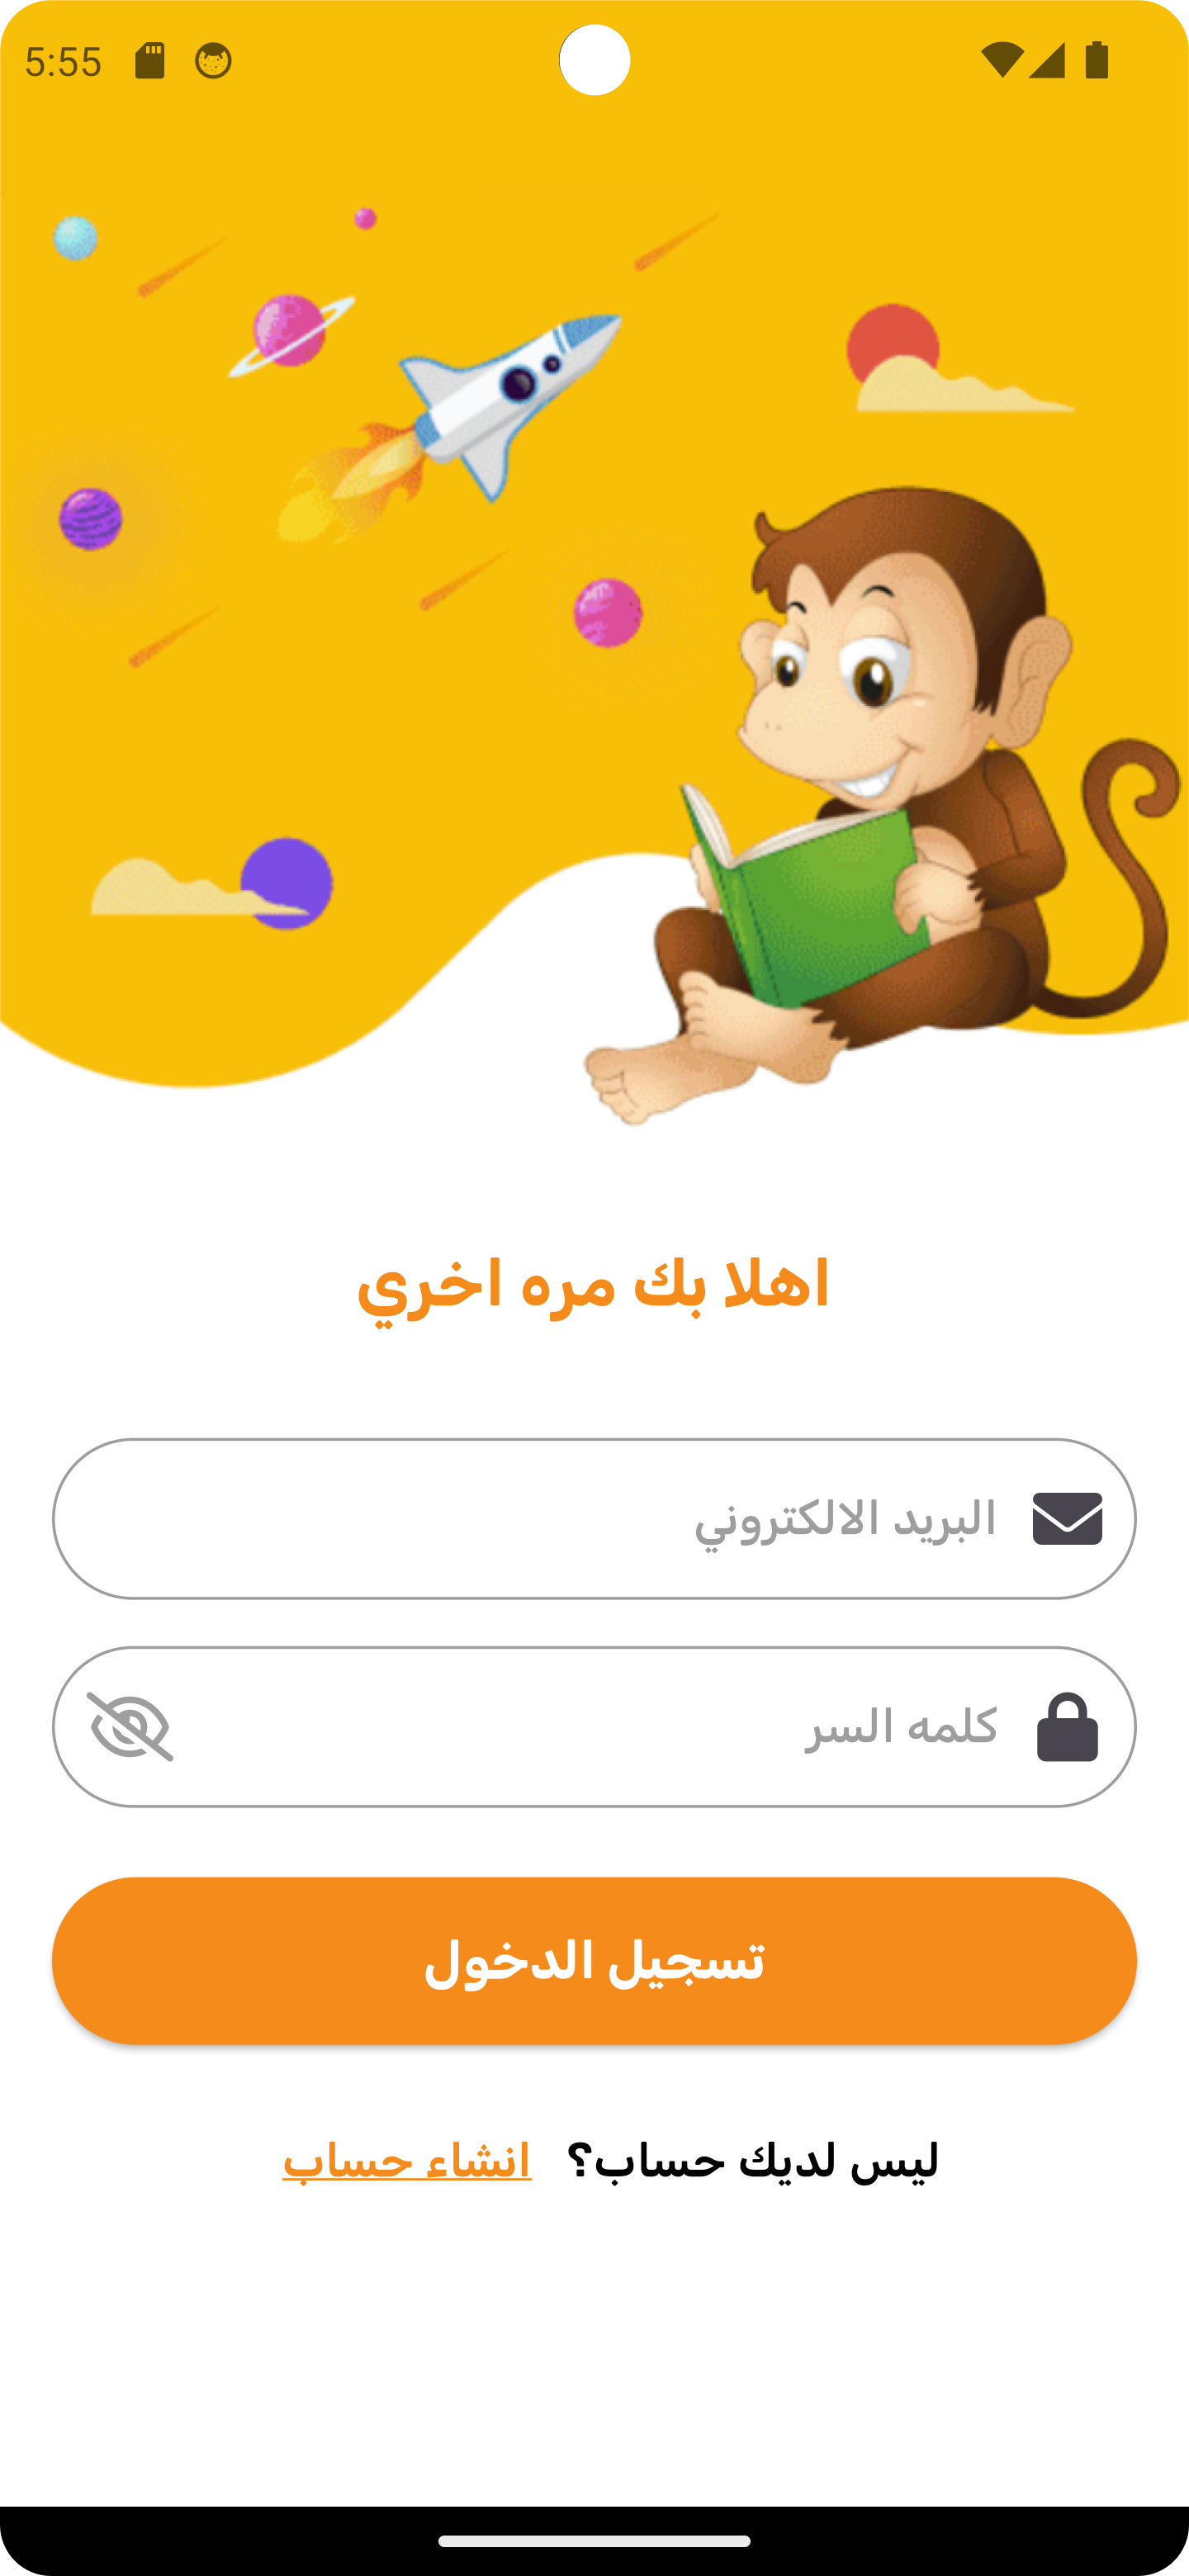 5:55
اهلا بك مره اخري
البريد الالكتروني
كلمه السر
تسجيل الدخول
ليس لديك حساب؟ انشاء حساب